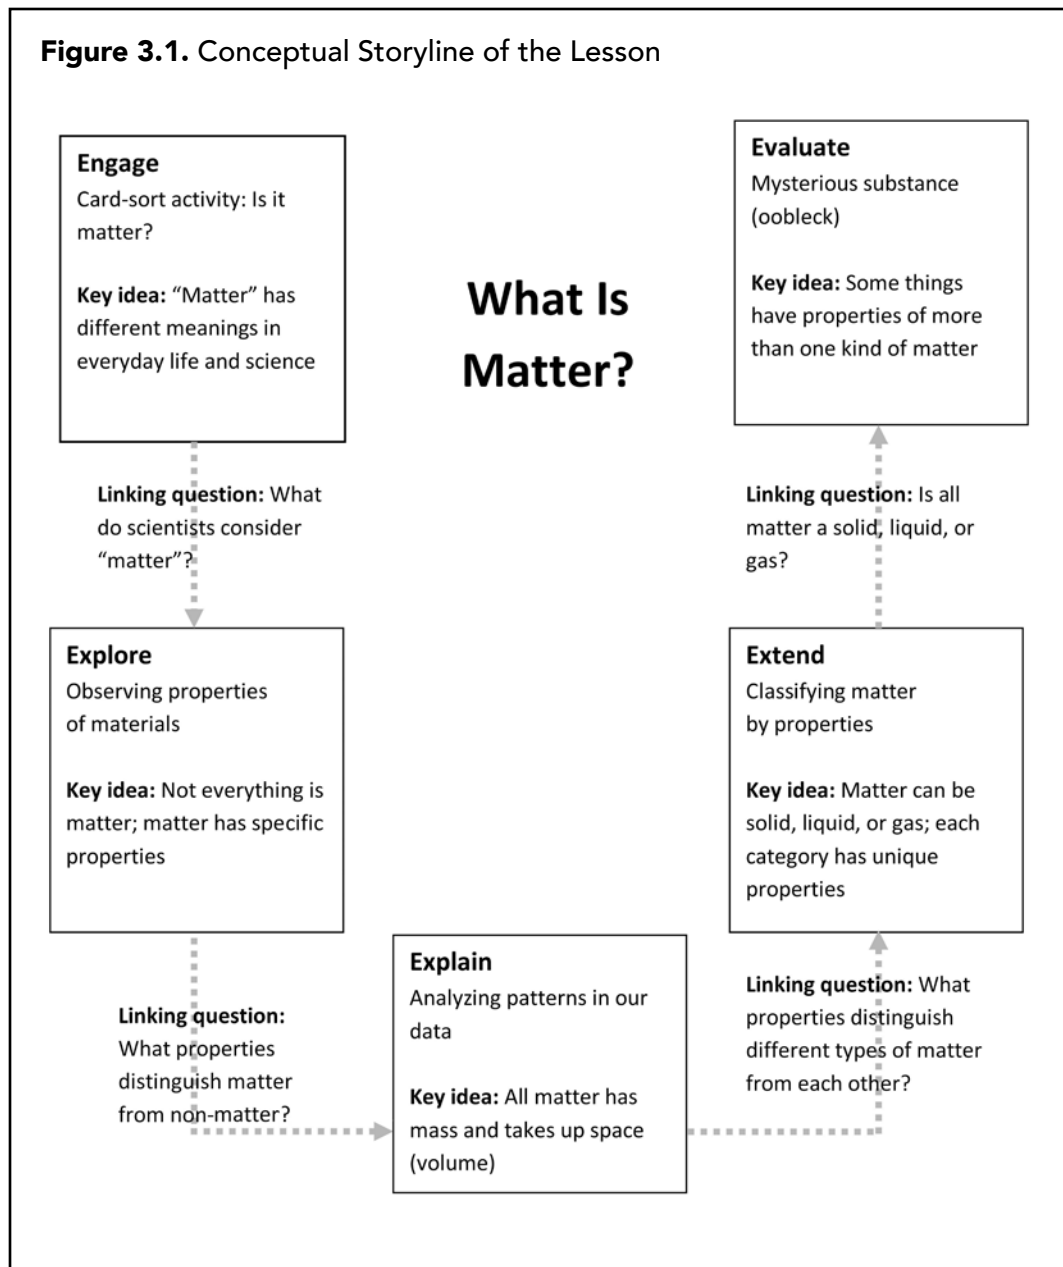 Figure 3.1. Conceptual Storyline of the Lesson
What Is
Matter?
Engage
Card-sort activity: Is it
matter?
Key idea: “Matter” has
different meanings in
everyday life and science
Linking question: What
do scientists consider
“matter”?
Explore
Observing properties
of materials
Key idea: Not everything is
matter; matter has specific
properties
Linking question:
What properties
distinguish matter
from non-matter?
Explain
Analyzing patterns in our
data
Key idea: All matter has
mass and takes up space
(volume)
Linking question: What
properties distinguish
different types of matter
from each other?
Extend
Classifying matter
by properties
Key idea: Matter can be
solid, liquid, or gas; each
category has unique
properties
Linking question: Is all
matter a solid, liquid, or
gas?
Evaluate
Mysterious substance
(oobleck)
Key idea: Some things
have properties of more
than one kind of matter